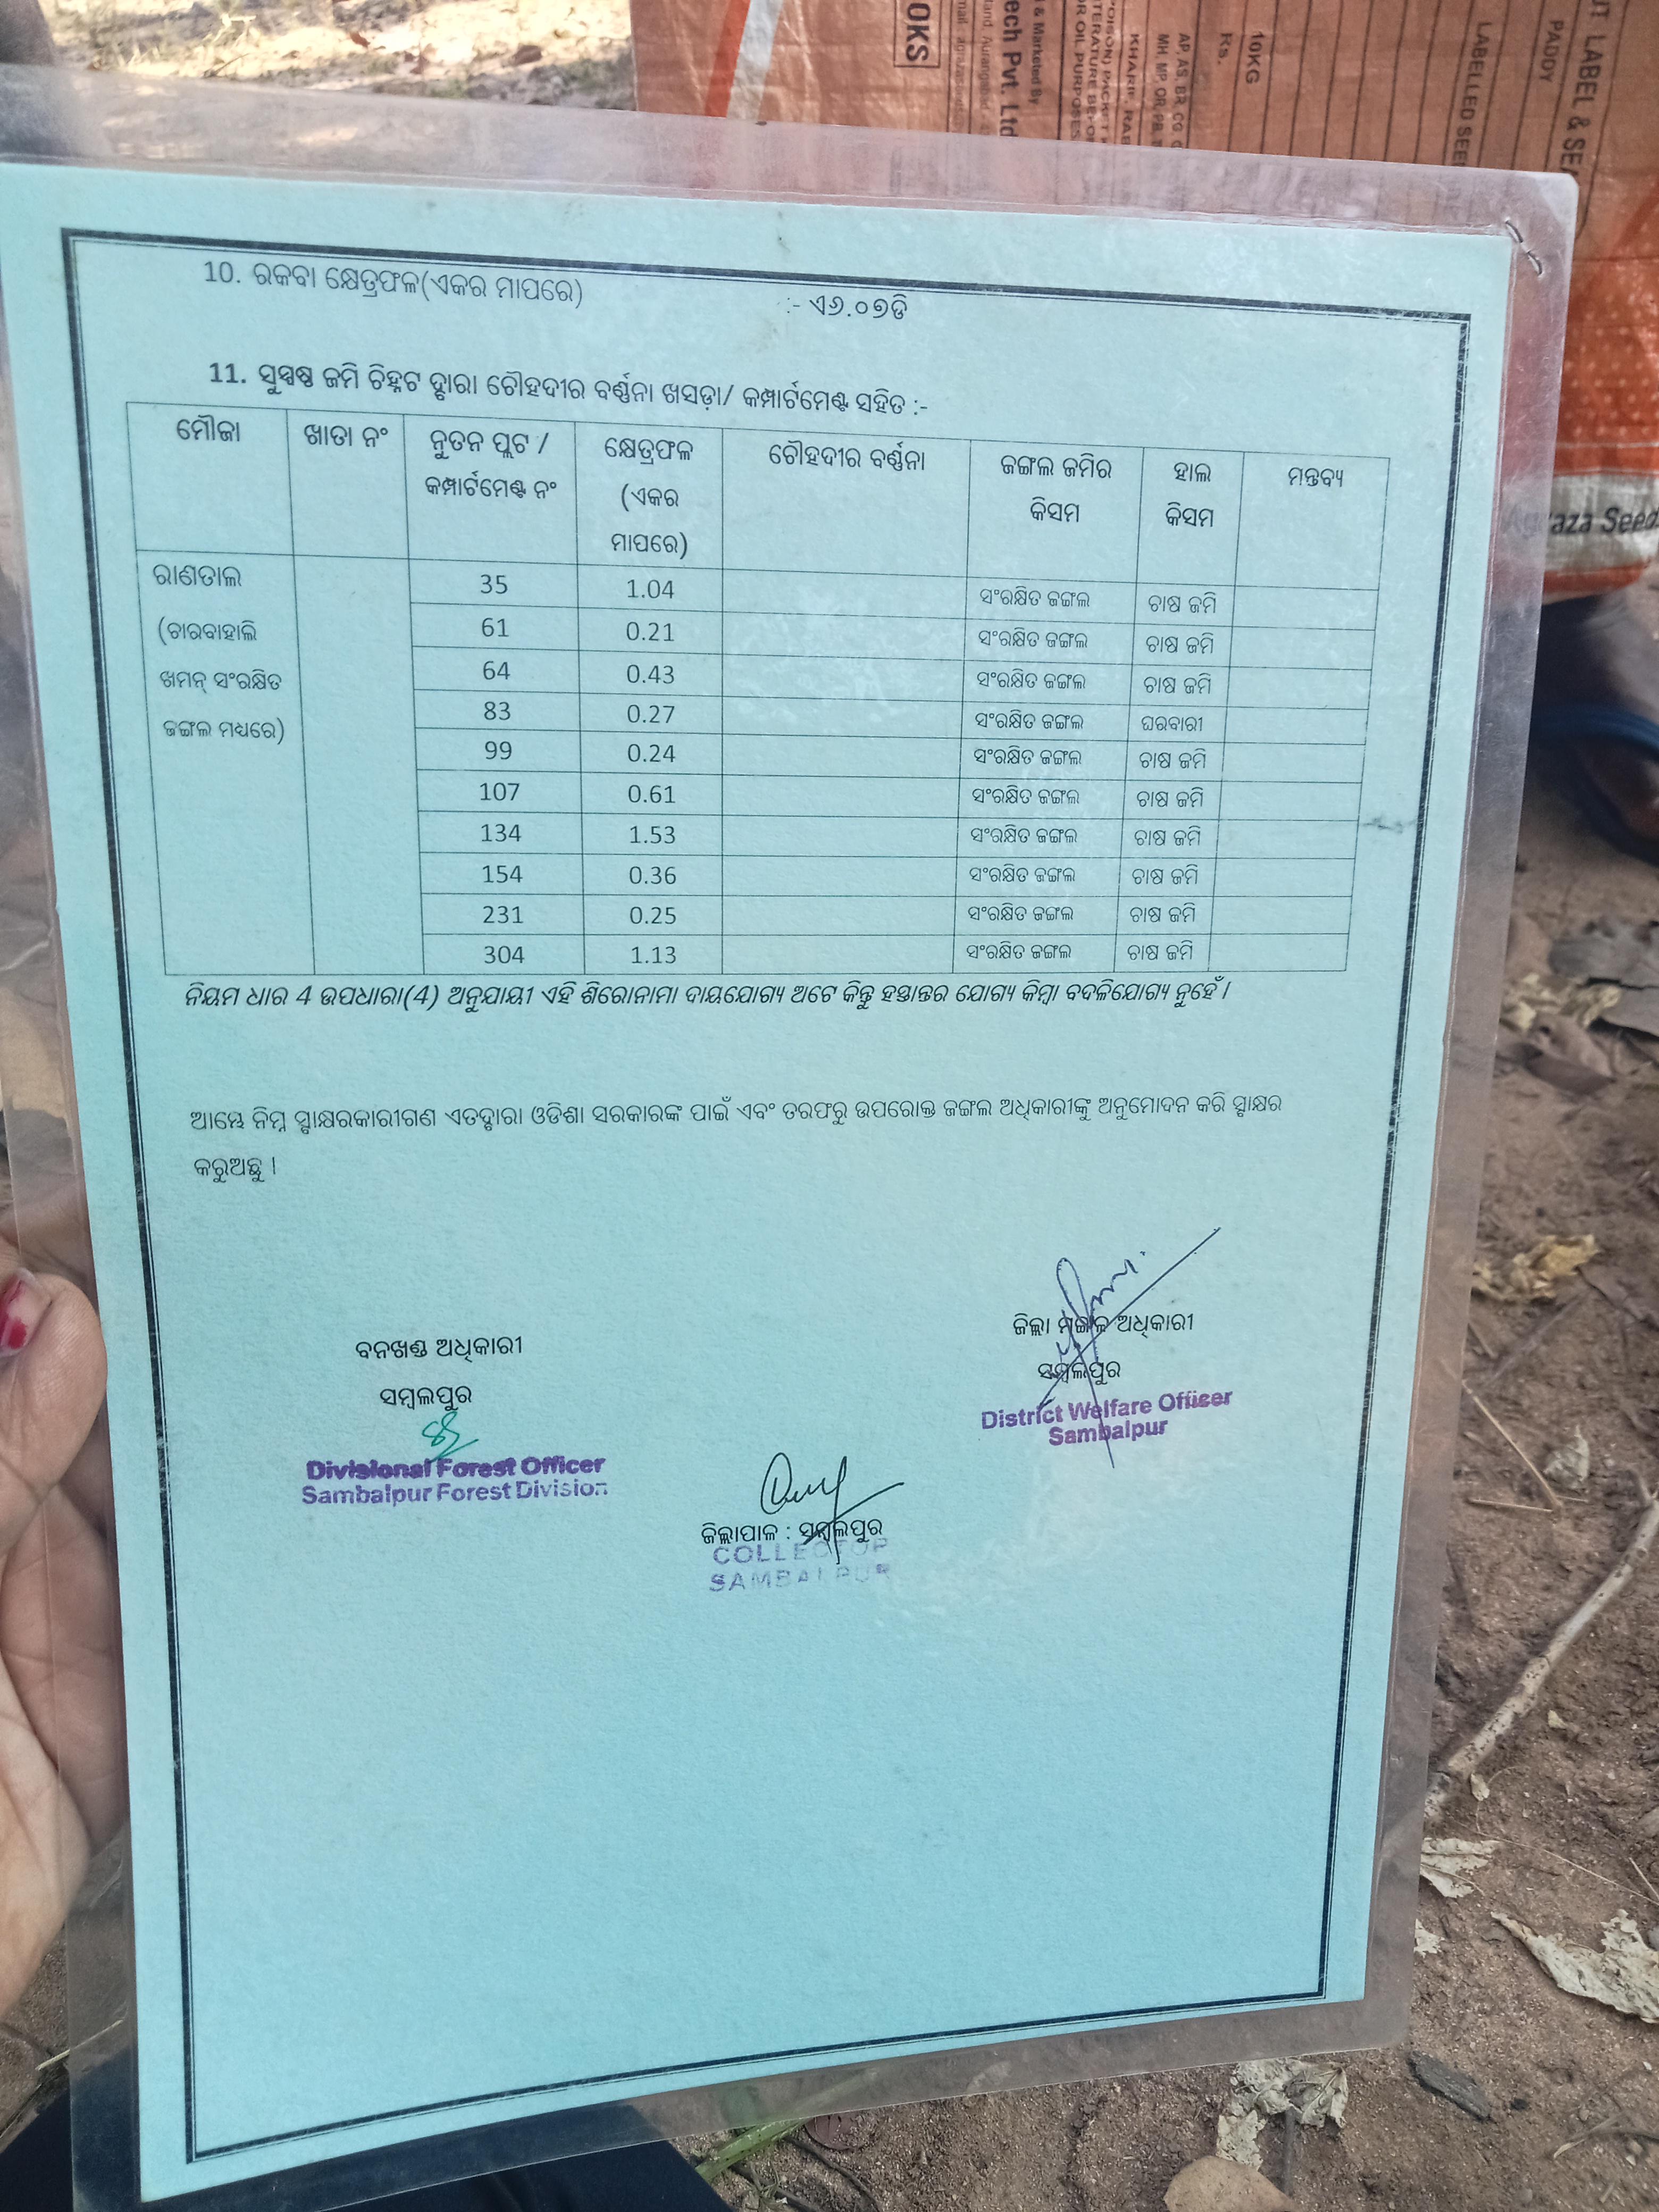 10KS
tech Pvt. Ltd
& Marketed By
10KG
Rs.
PADDY
LABEL & SE
LABELLED SEE
Seed
10. ରକବା କ୍ଷେତ୍ରଫଳ(ଏକର ମାପରେ) :- ଏ୬.୦୭ଡି
11. ସୁସ୍ପଷ୍ଟ ଜମି ଚିହ୍ନଟ ଦ୍ବାରା ଚୌହଦୀର ବର୍ଣ୍ଣନା ଖସଡ଼ା/ କମ୍ପାର୍ଟମେଣ୍ଟ ସହିତ :-
ମୌଜା ଖାତା ନଂ ନୁତନ ପ୍ଲଟ / କମ୍ପାର୍ଟମେଣ୍ଟ ନଂ କ୍ଷେତ୍ରଫଳ (ଏକର ମାପରେ) ଚୌହଦୀର ବର୍ଣ୍ଣନା ଜଙ୍ଗଲ ଜମିର କିସମ ହାଲ କିସମ ମନ୍ତବ୍ୟ
ରାଣତାଲ
(ଚାରବାହାଲି
ଖମନ୍ ସଂରକ୍ଷିତ
ଜଙ୍ଗଲ ମଧ୍ୟରେ)
35 1.04 ସଂରକ୍ଷିତ ଜଙ୍ଗଲ ଚାଷ ଜମି
61 0.21 ସଂରକ୍ଷିତ ଜଙ୍ଗଲ ଚାଷ ଜମି
64 0.43 ସଂରକ୍ଷିତ ଜଙ୍ଗଲ ଚାଷ ଜମି
83 0.27 ସଂରକ୍ଷିତ ଜଙ୍ଗଲ ଘରବାରୀ
99 0.24 ସଂରକ୍ଷିତ ଜଙ୍ଗଲ ଚାଷ ଜମି
107 0.61 ସଂରକ୍ଷିତ ଜଙ୍ଗଲ ଚାଷ ଜମି
134 1.53 ସଂରକ୍ଷିତ ଜଙ୍ଗଲ ଚାଷ ଜମି
154 0.36 ସଂରକ୍ଷିତ ଜଙ୍ଗଲ ଚାଷ ଜମି
231 0.25 ସଂରକ୍ଷିତ ଜଙ୍ଗଲ ଚାଷ ଜମି
304 1.13 ସଂରକ୍ଷିତ ଜଙ୍ଗଲ ଚାଷ ଜମି
ନିୟମ ଧାର 4 ଉପଧାରା(4) ଅନୁଯାୟୀ ଏହି ଶିରୋନାମା ଦାୟଯୋଗ୍ୟ ଅଟେ କିନ୍ତୁ ହସ୍ତାନ୍ତର ଯୋଗ୍ୟ କିମ୍ବା ବଦଳିଯୋଗ୍ୟ ନୁହେଁ ।
ଆମ୍ଭେ ନିମ୍ନ ସ୍ବାକ୍ଷରକାରୀଗଣ ଏତଦ୍ବାରା ଓଡିଶା ସରକାରଙ୍କ ପାଇଁ ଏବଂ ତରଫରୁ ଉପରୋକ୍ତ ଜଙ୍ଗଲ ଅଧିକାରୀଙ୍କୁ ଅନୁମୋଦନ କରି ସ୍ବାକ୍ଷର
କରୁଅଛୁ ।
ଜିଲ୍ଲା ମଙ୍ଗଳ ଅଧିକାରୀ
ସମ୍ବଲପୁର
District Welfare Officer
Sambalpur
ବନଖଣ୍ଡ ଅଧିକାରୀ
ସମ୍ବଲପୁର
Divisional Forest Officer
Sambalpur Forest Division
ଜିଲ୍ଲାପାଳ : ସମ୍ବଲପୁର
COLLECTOR
SAMBALPUR